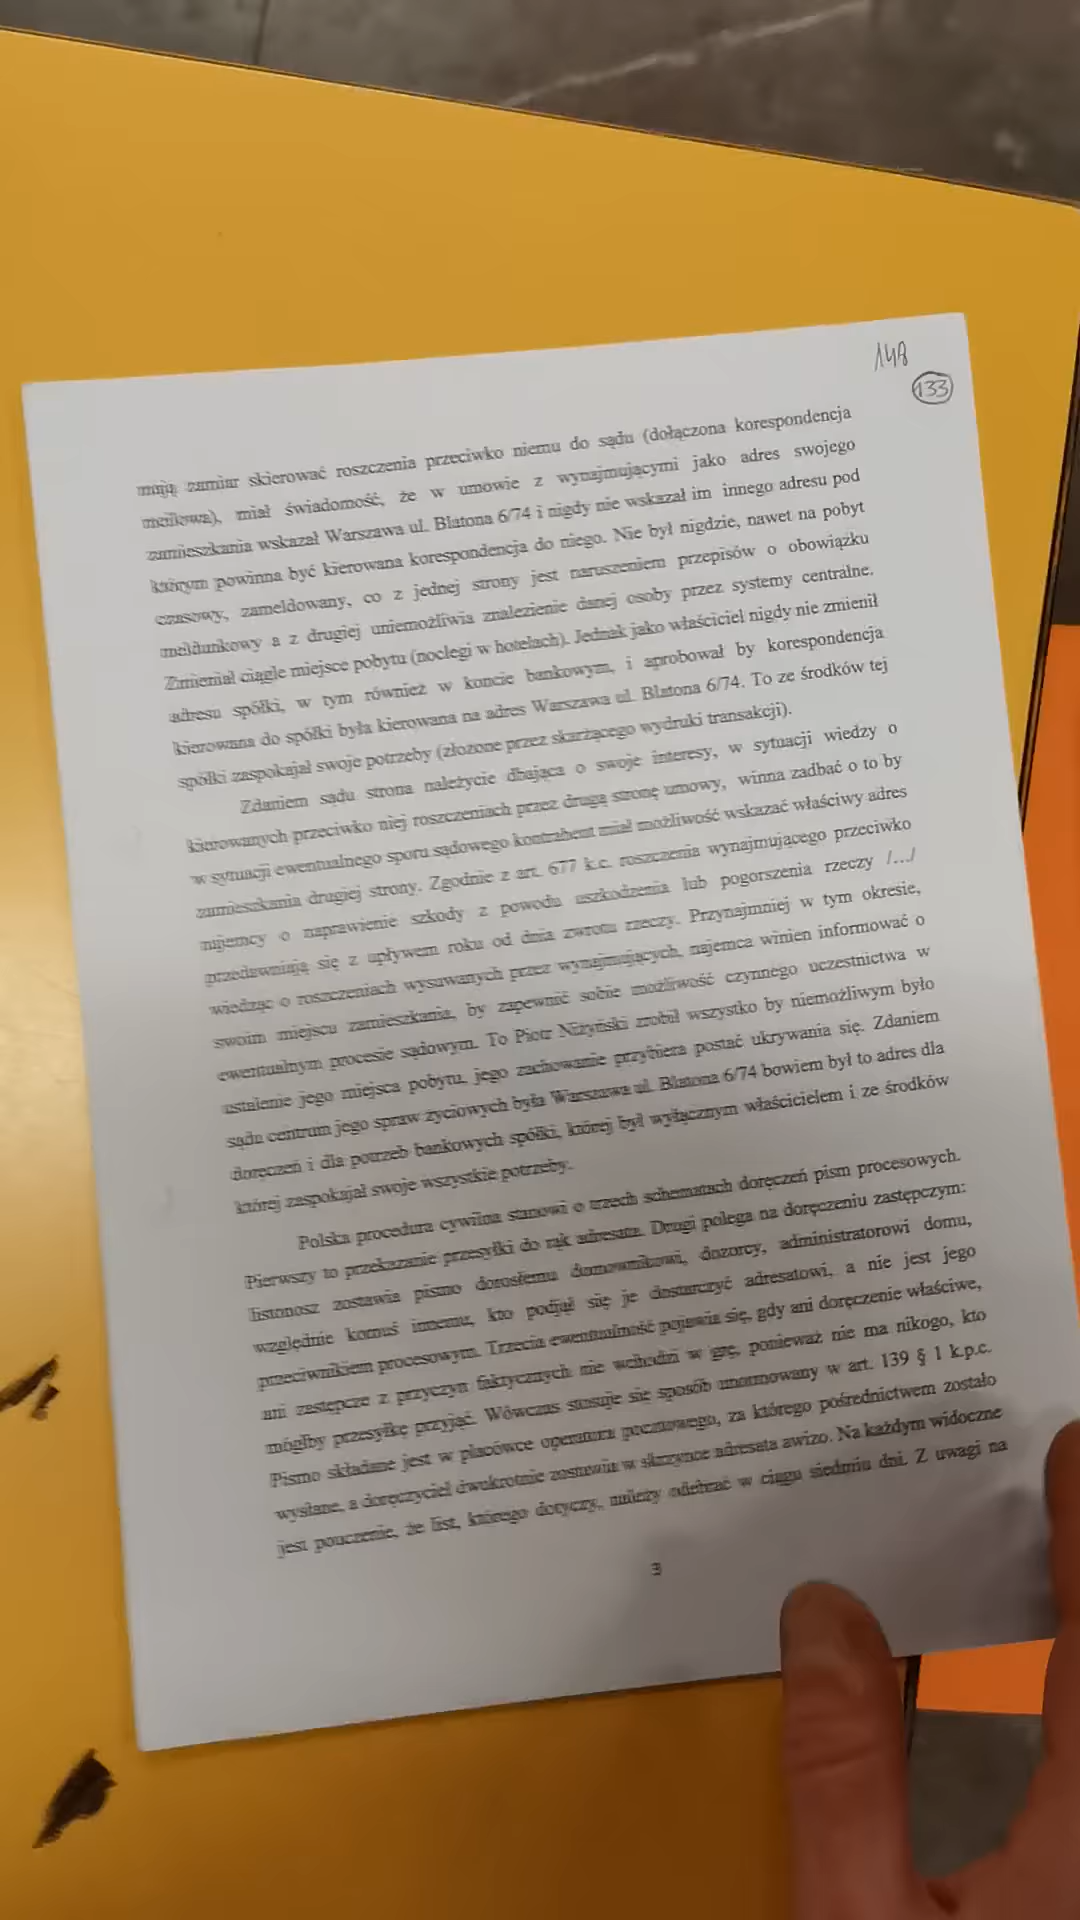 148
133
mają zamiar skierować roszczenia przeciwko niemu do sądu (dołączona korespondencja
meilowa), miał świadomość, że w umowie z wynajmującymi jako adres swojego
zamieszkania wskazał Warszawa ul. Blatona 6/74 i nigdy nie wskazał im innego adresu pod
którym powinna być kierowana korespondencja do niego. Nie był nigdzie, nawet na pobyt
czasowy, zameldowany, co z jednej strony jest naruszeniem przepisów o obowiązku
meldunkowy a z drugiej uniemożliwia znalezienie danej osoby przez systemy centralne.
Zmieniał ciągle miejsce pobytu (noclegi w hotelach). Jednak jako właściciel nigdy nie zmienił
adresu spółki, w tym również w koncie bankowym, i aprobował by korespondencja
kierowana do spółki była kierowana na adres Warszawa ul. Blatona 6/74. To ze środków tej
spółki zaspokajał swoje potrzeby (złozone przez skarżącego wydruki transakcji).
Zdaniem sądu strona należycie dbająca o swoje interesy, w sytuacji wiedzy o
kierowanych przeciwko niej roszczeniach przez drugą stronę umowy, winna zadbać o to by
w sytuacji ewentualnego sporu sądowego kontrahent miał możliwość wskazać właściwy adres
zamieszkania drugiej strony. Zgodnie z art. 677 k.c. roszczenia wynajmującego przeciwko
najemcy o naprawienie szkody z powodu uszkodzenia lub pogorszenia rzeczy /.../
przedawniają się z upływem roku od dnia zwrotu rzeczy. Przynajmniej w tym okresie,
wiedząc o roszczeniach wysuwanych przez wynajmujących, najemca winien informować o
swoim miejscu zamieszkania, by zapewnić sobie możliwość czynnego uczestnictwa w
ewentualnym procesie sądowym. To Piotr Niżyński zrobił wszystko by niemożliwym było
ustalenie jego miejsca pobytu, jego zachowanie przybiera postać ukrywania się. Zdaniem
sądu centrum jego spraw życiowych była Warszawa ul. Blatona 6/74 bowiem był to adres dla
doręczeń i dla potrzeb bankowych spółki, której był wyłącznym właścicielem i ze środków
której zaspokajał swoje wszystkie potrzeby.
Polska procedura cywilna stanowi o trzech schematach doręczeń pism procesowych.
Pierwszy to przekazanie przesyłki do rąk adresata. Drugi polega na doręczeniu zastępczym:
listonosz zostawia pismo dorosłemu domownikowi, dozorcy, administratorowi domu,
względnie komuś innemu, kto podjął się je dostarczyć adresatowi, a nie jest jego
przeciwnikiem procesowym. Trzecia ewentualność pojawia się, gdy ani doręczenie właściwe,
ani zastępcze z przyczyn faktycznych nie wchodzi w grę, ponieważ nie ma nikogo, kto
mógłby przesyłkę przyjąć. Wówczas stosuje się sposób unormowany w art. 139 § 1 k.p.c.
Pismo składane jest w placówce operatora pocztowego, za którego pośrednictwem zostało
wysłane, a doręczyciel dwukrotnie zostawia w skrzynce adresata awizo. Na każdym widoczne
jest pouczenie, że list, którego dotyczy, należy odebrać w ciągu siedmiu dni. Z uwagi na
3